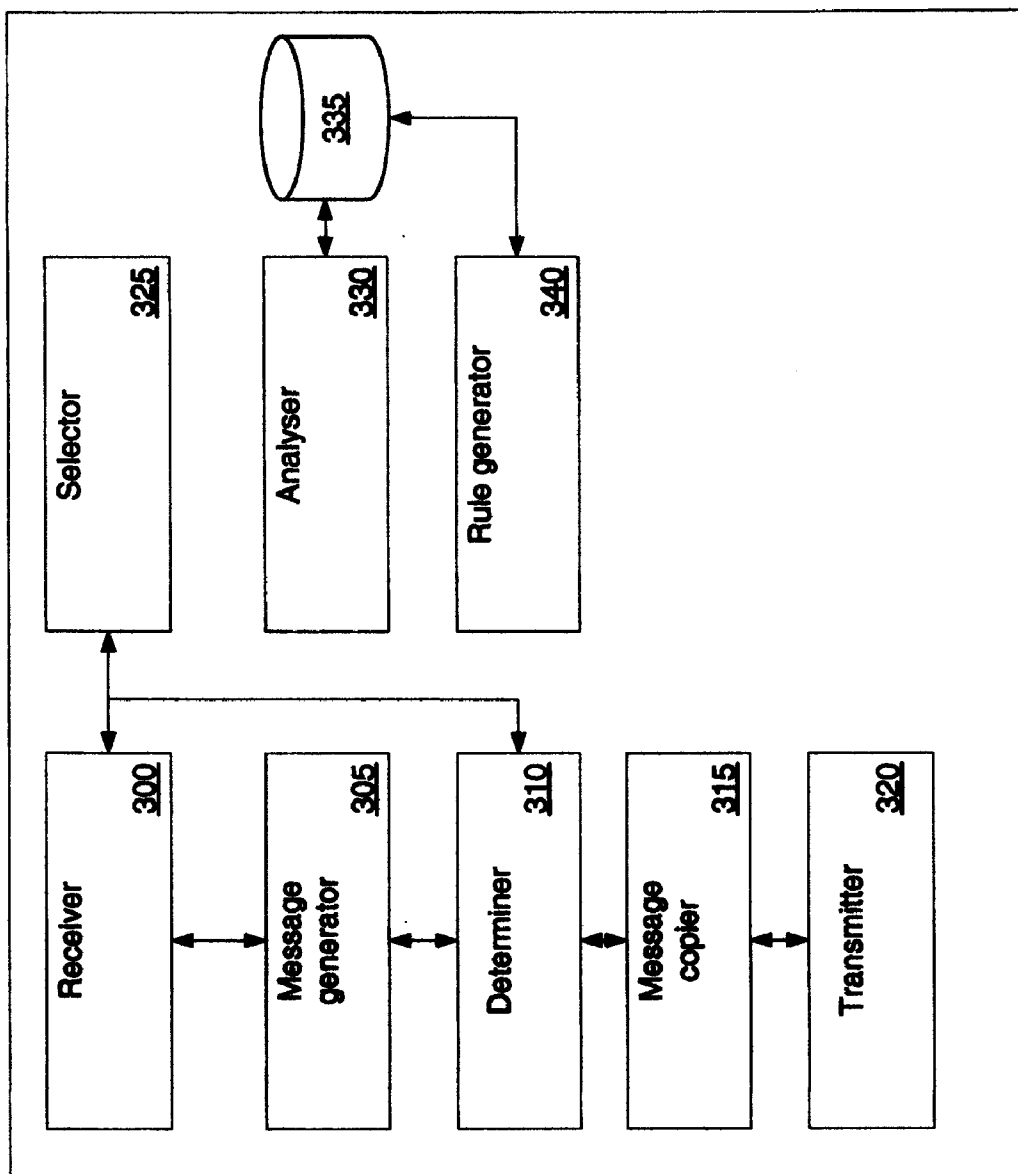 Receiver
300
Message
generator
305
Determiner
310
Message
copier
315
Transmitter
320
Selector
325
Analyser
330
335
Rule generator
340